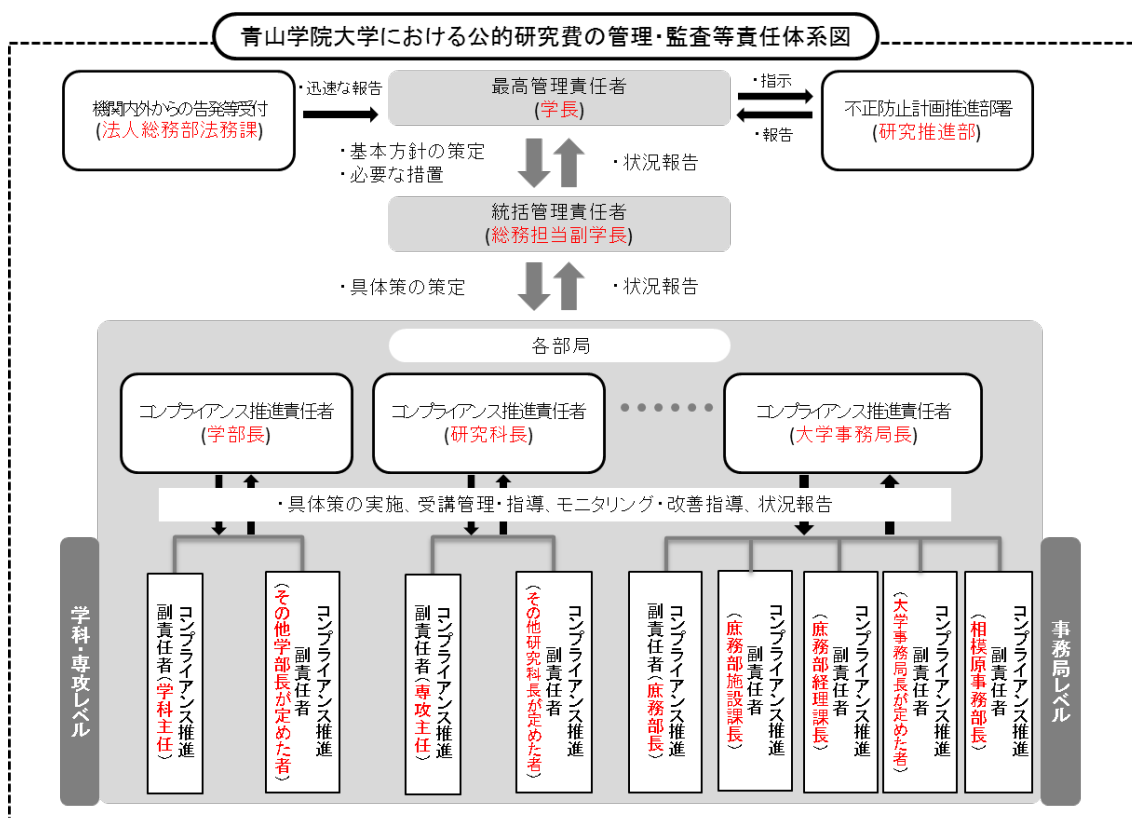 青山学院大学における公的研究費の管理・監査等責任体系図
機関内外からの告発等受付
(法人総務部法務課)
・迅速な報告
最高管理責任者
(学長)
・指示
・報告
不正防止計画推進部署
(研究推進部)
・基本方針の策定
・必要な措置
・状況報告
統括管理責任者
(総務担当副学長)
・具体策の策定
・状況報告
各部局
コンプライアンス推進責任者
(学部長)
コンプライアンス推進責任者
(研究科長)
・・・・・・
コンプライアンス推進責任者
(大学事務局長)
・具体策の実施、受講管理・指導、モニタリング・改善指導、状況報告
学科・専攻レベル
コンプライアンス推進
副責任者(学科主任)
コンプライアンス推進
副責任者
(その他学部長が定めた者)
コンプライアンス推進
副責任者(専攻主任)
コンプライアンス推進
副責任者
(その他研究科長が定めた者)
コンプライアンス推進
副責任者(庶務部長)
コンプライアンス推進
副責任者
(庶務部施設課長)
コンプライアンス推進
副責任者
(庶務部経理課長)
コンプライアンス推進
副責任者
(大学事務局長が定めた者)
コンプライアンス推進
副責任者
(相模原事務部長)
事務局レベル